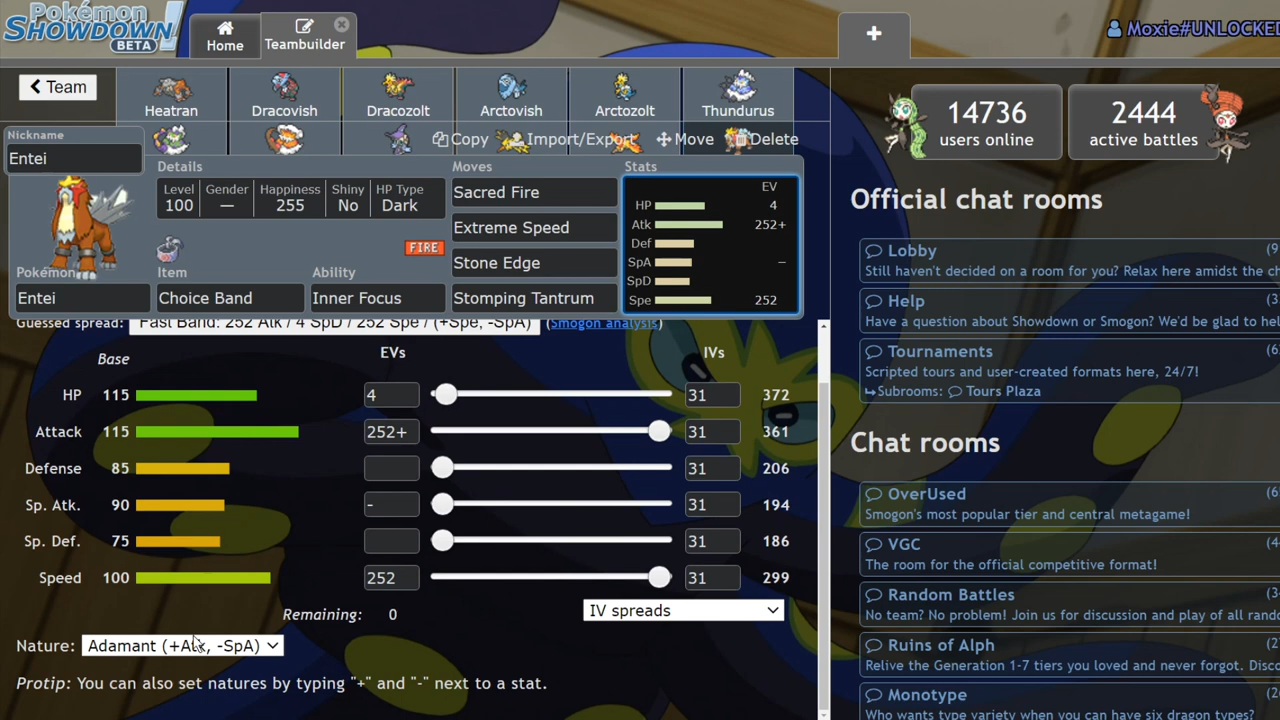 Pokémon
SHOWDOWN!
BETA
Home
Teambuilder
+
Moxie#UNLOCKED
Team
Heatran
Dracovish
Dracozolt
Arctovish
Arctozolt
Thundurus
Copy
Import/Export
Move
Delete
Nickname
Entei
Details
Moves
Stats
Level
100
Gender
—
Happiness
255
Shiny
No
HP Type
Dark
FIRE
Pokémon
Entei
Item
Choice Band
Ability
Inner Focus
Sacred Fire
Extreme Speed
Stone Edge
Stomping Tantrum
EV
HP 4
Atk 252+
Def
SpA –
SpD
Spe 252
Guessed spread: Fast Band: 252 Atk / 4 SpD / 252 Spe / (+Spe, -SpA) (Smogon analysis)
Base EVs IVs
HP 115 4 31 372
Attack 115 252+ 31 361
Defense 85 31 206
Sp. Atk. 90 - 31 194
Sp. Def. 75 31 186
Speed 100 252 31 299
Remaining: 0
IV spreads
Nature: Adamant (+Atk, -SpA)
Protip: You can also set natures by typing "+" and "-" next to a stat.
14736
users online
2444
active battles
Official chat rooms
Lobby (9
Still haven't decided on a room for you? Relax here amidst the ch
Help (3
Have a question about Showdown or Smogon? We'd be glad to hel
Tournaments (6
Scripted tours and user-created formats here, 24/7!
Subrooms: Tours Plaza
Chat rooms
OverUsed (6
Smogon's most popular tier and central metagame!
VGC (4
The room for the official competitive format!
Random Battles (3
No team? No problem! Join us for discussion and play of all rando
Ruins of Alph (2
Relive the Generation 1-7 tiers you loved and never forgot. Disc
Monotype (2
Who wants type variety when you can have six dragon types?